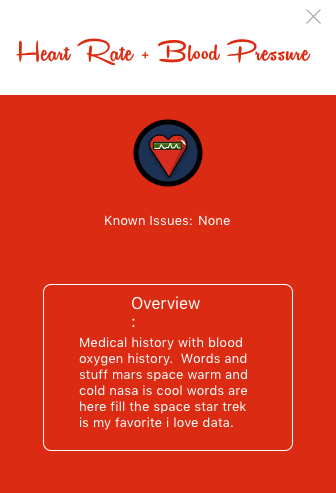 Heart Rate + Blood Pressure
Known Issues: None
Overview
:
Medical history with blood
oxygen history. Words and
stuff mars space warm and
cold nasa is cool words are
here fill the space star trek
is my favorite i love data.